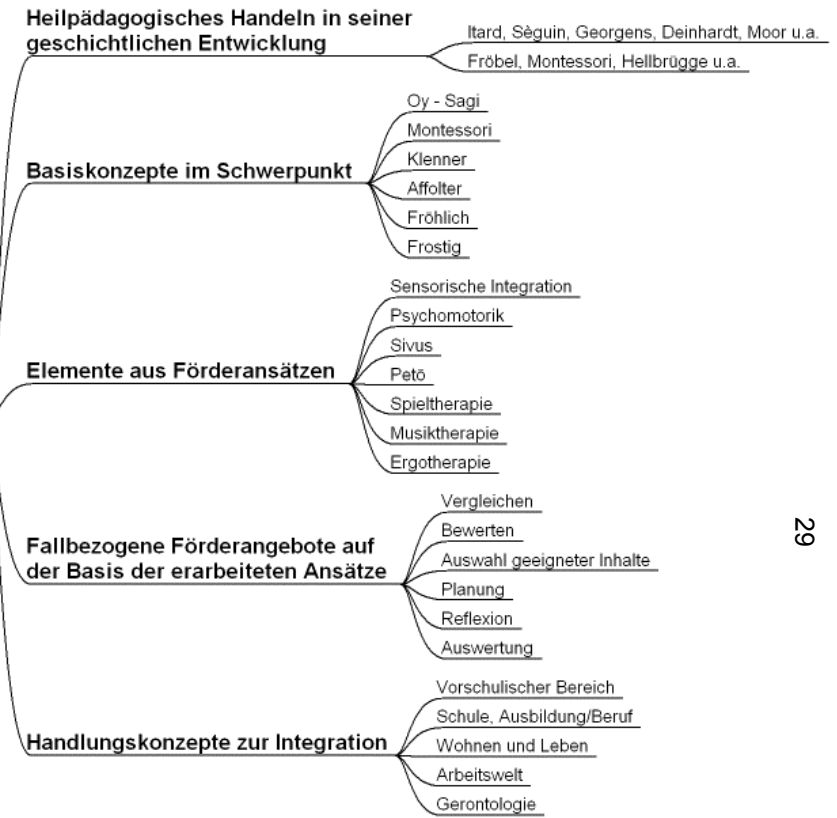 Heilpädagogisches Handeln in seiner
geschichtlichen Entwicklung
Itard, Sèguin, Georgens, Deinhardt, Moor u.a.
Fröbel, Montessori, Hellbrügge u.a.
Basiskonzepte im Schwerpunkt
Oy - Sagi
Montessori
Klenner
Affolter
Fröhlich
Frostig
Elemente aus Förderansätzen
Sensorische Integration
Psychomotorik
Sivus
Petö
Spieltherapie
Musiktherapie
Ergotherapie
Fallbezogene Förderangebote auf
der Basis der erarbeiteten Ansätze
Vergleichen
Bewerten
Auswahl geeigneter Inhalte
Planung
Reflexion
Auswertung
Handlungskonzepte zur Integration
Vorschulischer Bereich
Schule, Ausbildung/Beruf
Wohnen und Leben
Arbeitswelt
Gerontologie
29